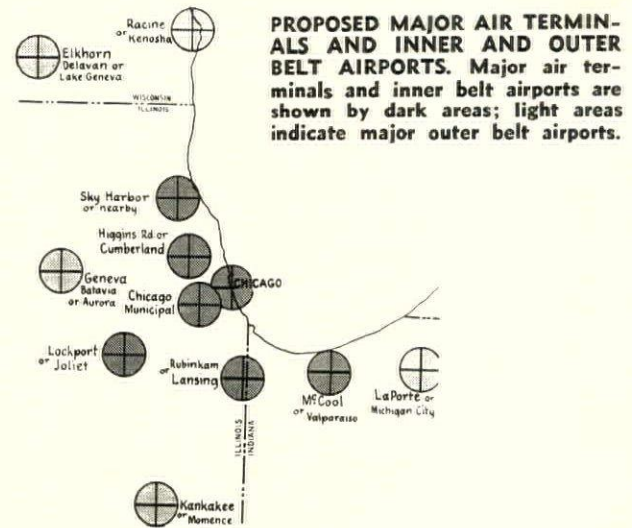 PROPOSED MAJOR AIR TERMIN-
ALS AND INNER AND OUTER
BELT AIRPORTS. Major air ter-
minals and inner belt airports are
shown by dark areas; light areas
indicate major outer belt airports.
Racine
or Kenosha
Elkhorn
Delavan or
Lake Geneva
WISCONSIN
ILLINOIS
Sky Harbor
or nearby
Higgins Rd. or
Cumberland
Geneva
Batavia
or Aurora
CHICAGO
Chicago
Municipal
Lockport
or Joliet
Rubinkam
or Lansing
McCool
or Valparaiso
LaPorte or
Michigan City
ILLINOIS
INDIANA
Kankakee
or Momence